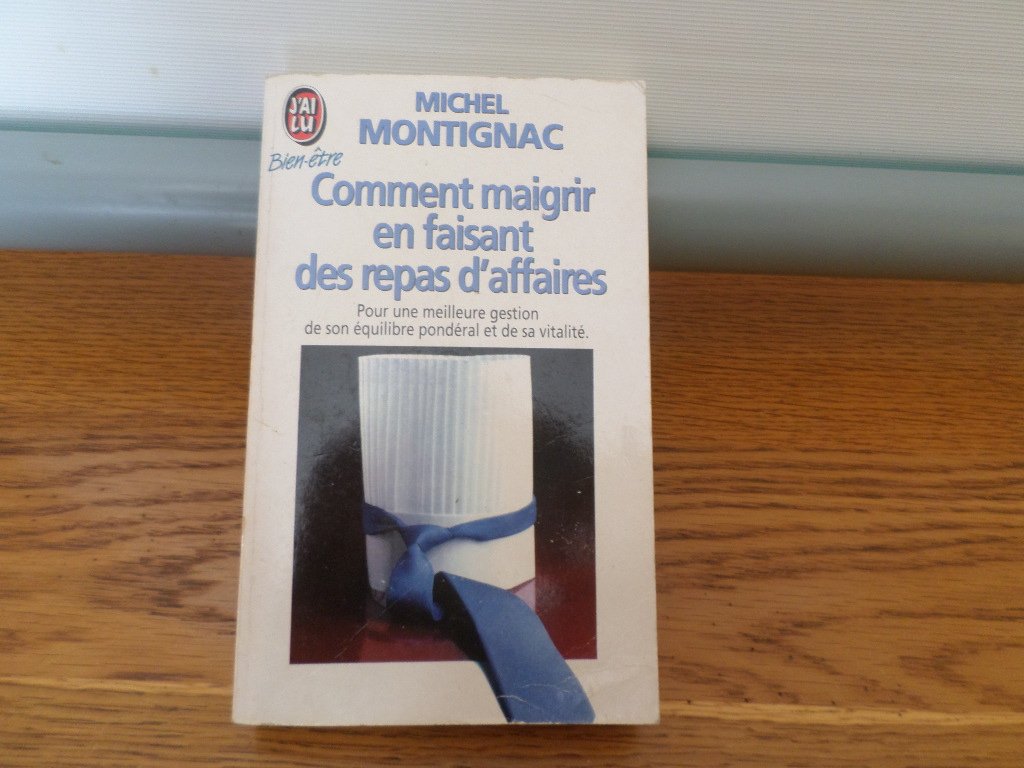 J'AI
LU
Bien-être
MICHEL
MONTIGNAC
Comment maigrir
en faisant
des repas d'affaires
Pour une meilleure gestion
de son équilibre pondéral et de sa vitalité.